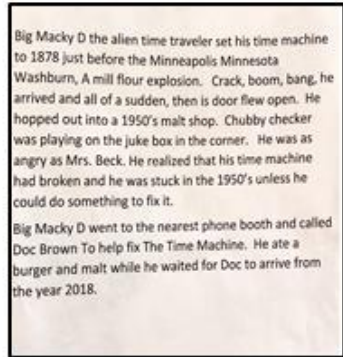 Big Macky D the alien time traveler set his time machine
to 1878 just before the Minneapolis Minnesota
Washburn, A mill flour explosion.  Crack, boom, bang, he
arrived and all of a sudden, then is door flew open.  He
hopped out into a 1950's malt shop.  Chubby checker
was playing on the juke box in the corner.   He was as
angry as Mrs. Beck. He realized that his time machine
had broken and he was stuck in the 1950's unless he
could do something to fix it.
Big Macky D went to the nearest phone booth and called
Doc Brown To help fix The Time Machine.  He ate a
burger and malt while he waited for Doc to arrive from
the year 2018.